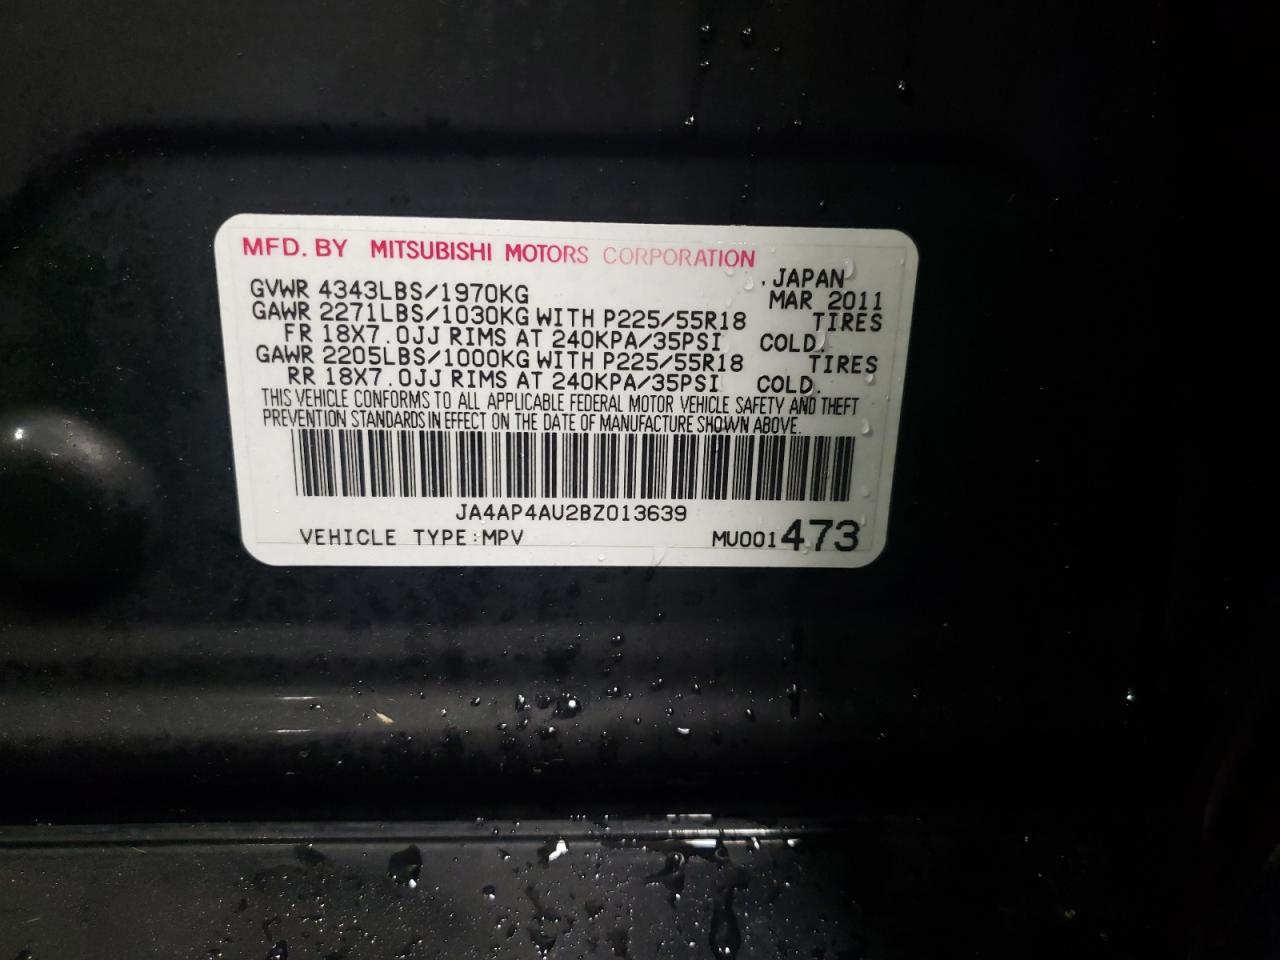 MFD. BY MITSUBISHI MOTORS CORPORATION
JAPAN
GVWR 4343LBS/1970KG MAR 2011
GAWR 2271LBS/1030KG WITH P225/55R18 TIRES
FR 18X7.0JJ RIMS AT 240KPA/35PSI COLD.
GAWR 2205LBS/1000KG WITH P225/55R18 TIRES
RR 18X7.0JJ RIMS AT 240KPA/35PSI COLD.
THIS VEHICLE CONFORMS TO ALL APPLICABLE FEDERAL MOTOR VEHICLE SAFETY AND THEFT
PREVENTION STANDARDS IN EFFECT ON THE DATE OF MANUFACTURE SHOWN ABOVE.
JA4AP4AU2BZ013639
VEHICLE TYPE:MPV MU001473